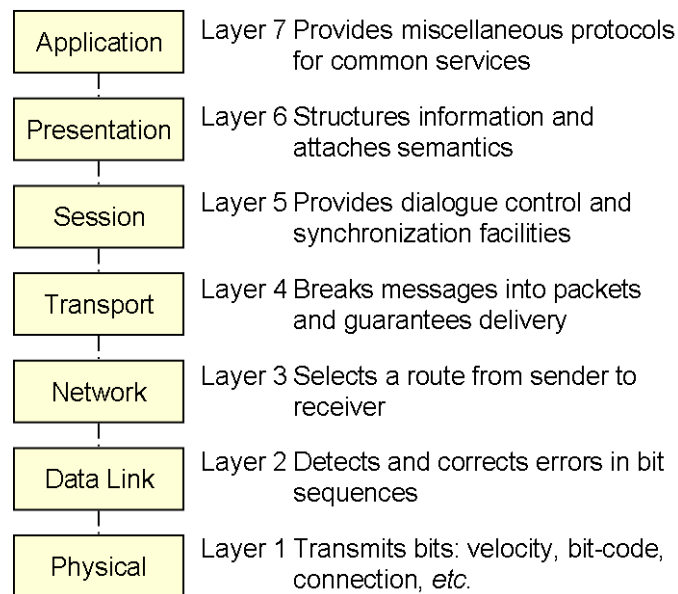 Application
Layer 7 Provides miscellaneous protocols
for common services
Presentation
Layer 6 Structures information and
attaches semantics
Session
Layer 5 Provides dialogue control and
synchronization facilities
Transport
Layer 4 Breaks messages into packets
and guarantees delivery
Network
Layer 3 Selects a route from sender to
receiver
Data Link
Layer 2 Detects and corrects errors in bit
sequences
Physical
Layer 1 Transmits bits: velocity, bit-code,
connection, etc.